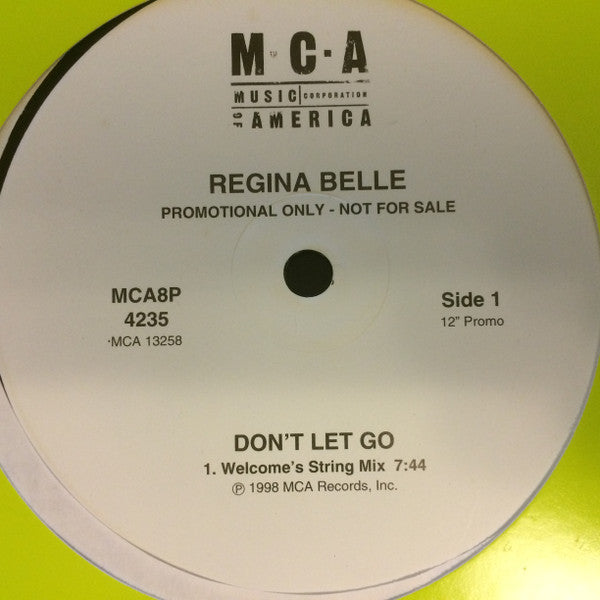 M·C·A
MUSIC CORPORATION
OF AMERICA
REGINA BELLE
PROMOTIONAL ONLY - NOT FOR SALE
MCA8P
4235
·MCA 13258
Side 1
12" Promo
DON'T LET GO
1. Welcome's String Mix 7:44
℗ 1998 MCA Records, Inc.